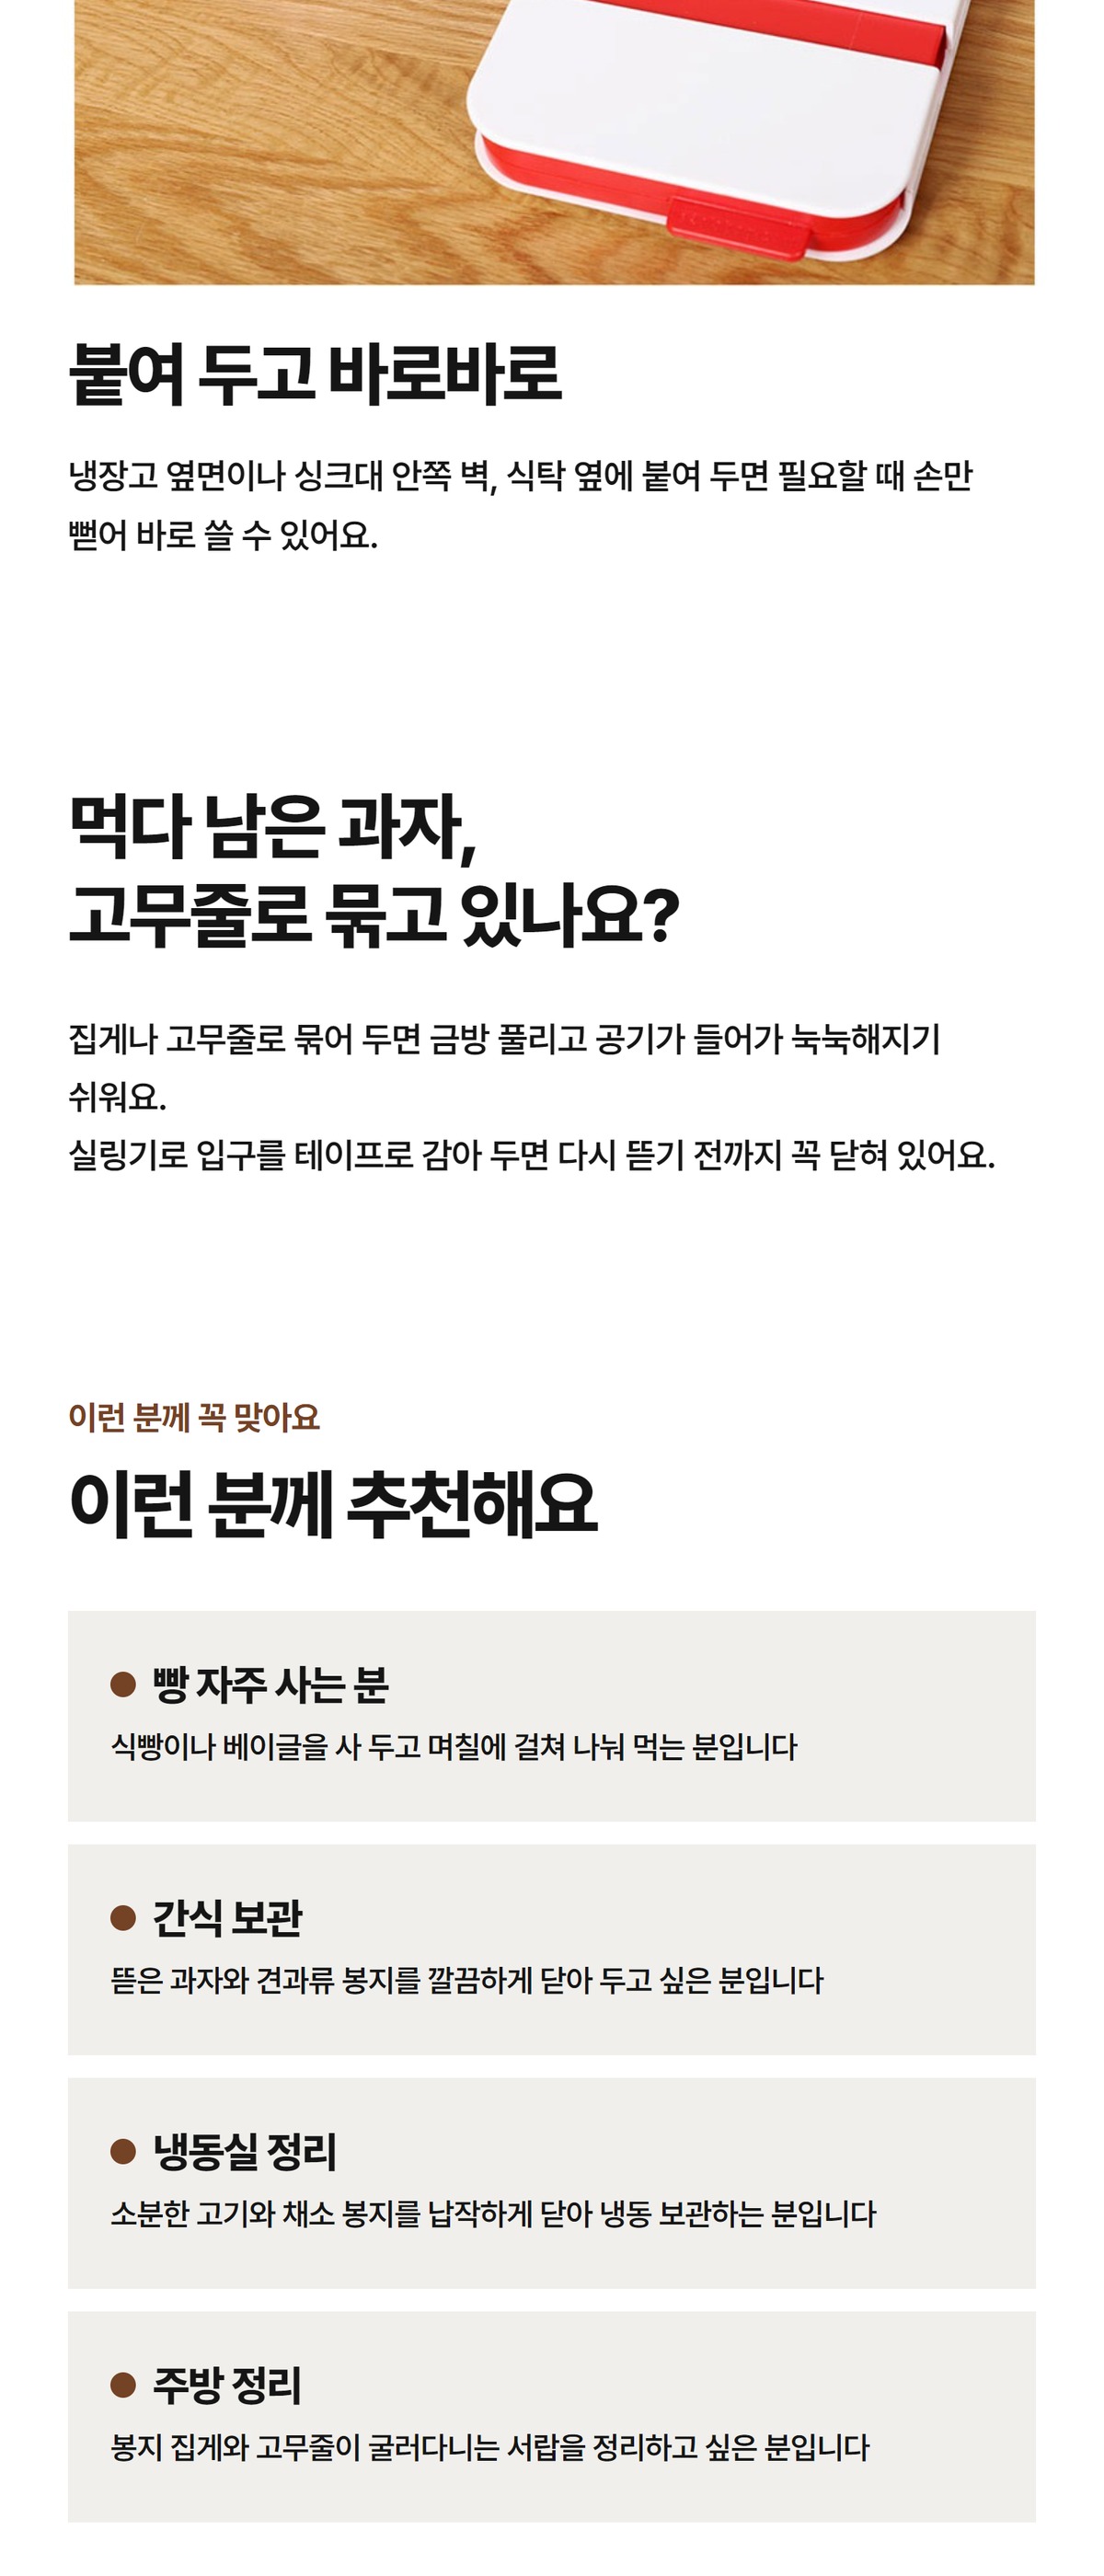 붙여 두고 바로바로
냉장고 옆면이나 싱크대 안쪽 벽, 식탁 옆에 붙여 두면 필요할 때 손만
뻗어 바로 쓸 수 있어요.
먹다 남은 과자,
고무줄로 묶고 있나요?
집게나 고무줄로 묶어 두면 금방 풀리고 공기가 들어가 눅눅해지기
쉬워요.
실링기로 입구를 테이프로 감아 두면 다시 뜯기 전까지 꼭 닫혀 있어요.
이런 분께 꼭 맞아요
이런 분께 추천해요
빵 자주 사는 분
식빵이나 베이글을 사 두고 며칠에 걸쳐 나눠 먹는 분입니다
간식 보관
뜯은 과자와 견과류 봉지를 깔끔하게 닫아 두고 싶은 분입니다
냉동실 정리
소분한 고기와 채소 봉지를 납작하게 닫아 냉동 보관하는 분입니다
주방 정리
봉지 집게와 고무줄이 굴러다니는 서랍을 정리하고 싶은 분입니다